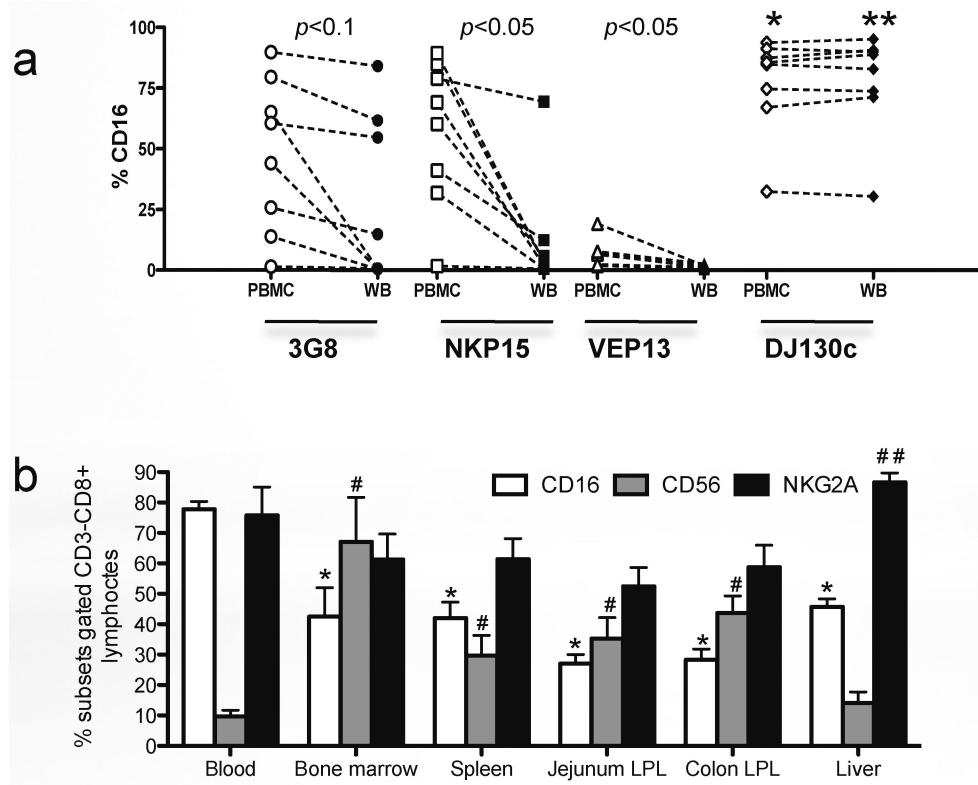 a
p<0.1
p<0.05
p<0.05
*
**
% CD16
100
75
50
25
0
PBMC
WB
PBMC
WB
PBMC
WB
PBMC
WB
3G8
NKP15
VEP13
DJ130c
b
% subsets gated CD3-CD8+
lymphoctes
90
80
70
60
50
40
30
20
10
0
CD16
CD56
NKG2A
*
#
*
#
*
#
*
#
*
##
Blood
Bone marrow
Spleen
Jejunum LPL
Colon LPL
Liver